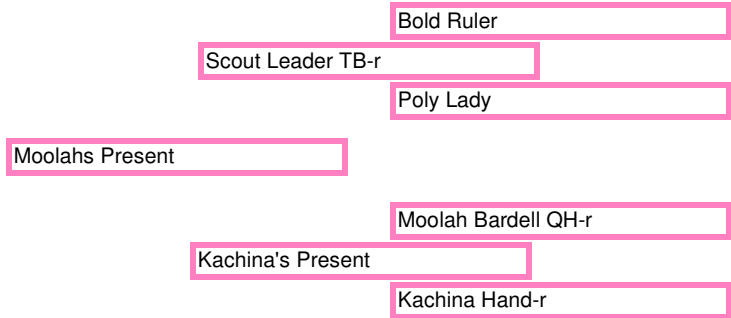 Bold Ruler
Scout Leader TB-r
Poly Lady
Moolahs Present
Moolah Bardell QH-r
Kachina's Present
Kachina Hand-r